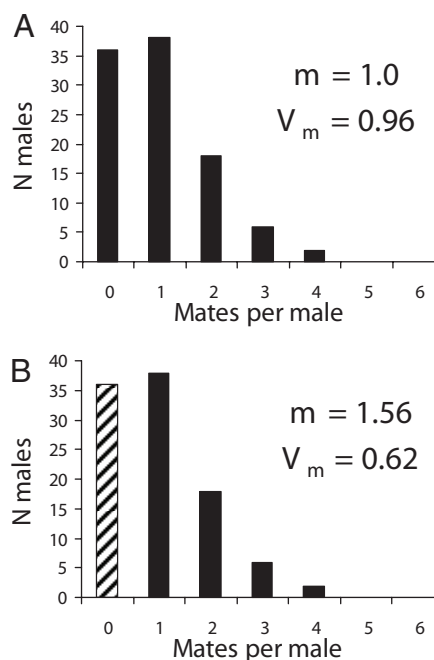 A
N males
40
35
30
25
20
15
10
5
0
m = 1.0
V m = 0.96
0 1 2 3 4 5 6
Mates per male
B
N males
40
35
30
25
20
15
10
5
0
m = 1.56
V m = 0.62
0 1 2 3 4 5 6
Mates per male